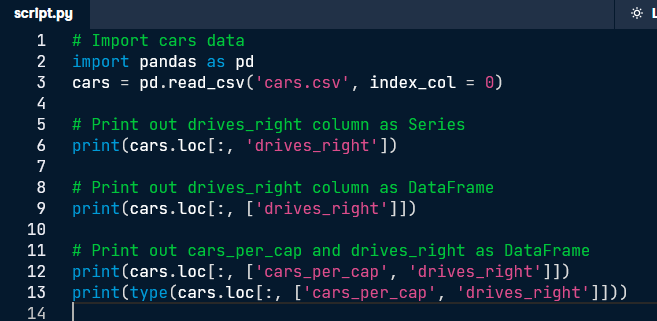 script.py
L
1 # Import cars data
2 import pandas as pd
3 cars = pd.read_csv('cars.csv', index_col = 0)
4
5 # Print out drives_right column as Series
6 print(cars.loc[:, 'drives_right'])
7
8 # Print out drives_right column as DataFrame
9 print(cars.loc[:, ['drives_right']])
10
11 # Print out cars_per_cap and drives_right as DataFrame
12 print(cars.loc[:, ['cars_per_cap', 'drives_right']])
13 print(type(cars.loc[:, ['cars_per_cap', 'drives_right']]))
14